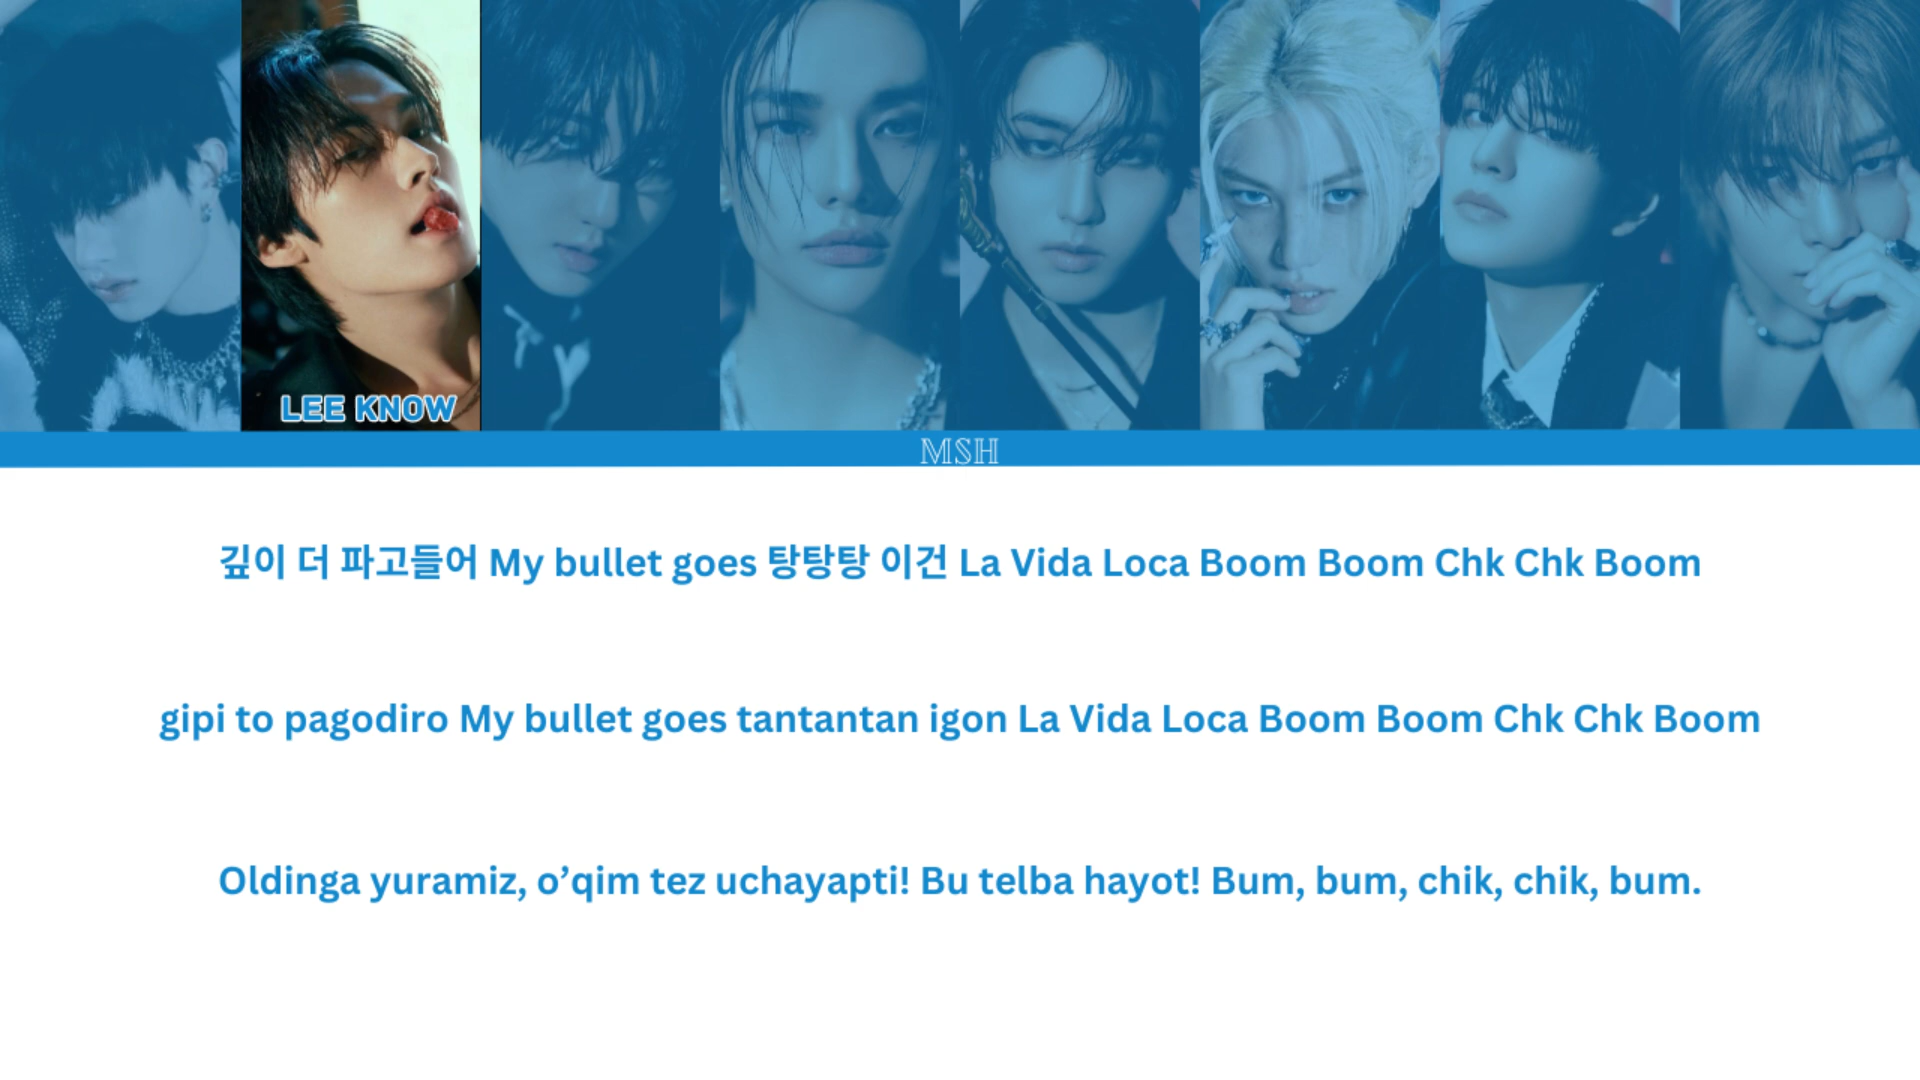 LEE KNOW
MSH
깊이 더 파고들어 My bullet goes 탕탕탕 이건 La Vida Loca Boom Boom Chk Chk Boom
gipi to pagodiro My bullet goes tantantan igon La Vida Loca Boom Boom Chk Chk Boom
Oldinga yuramiz, o’qim tez uchayapti! Bu telba hayot! Bum, bum, chik, chik, bum.